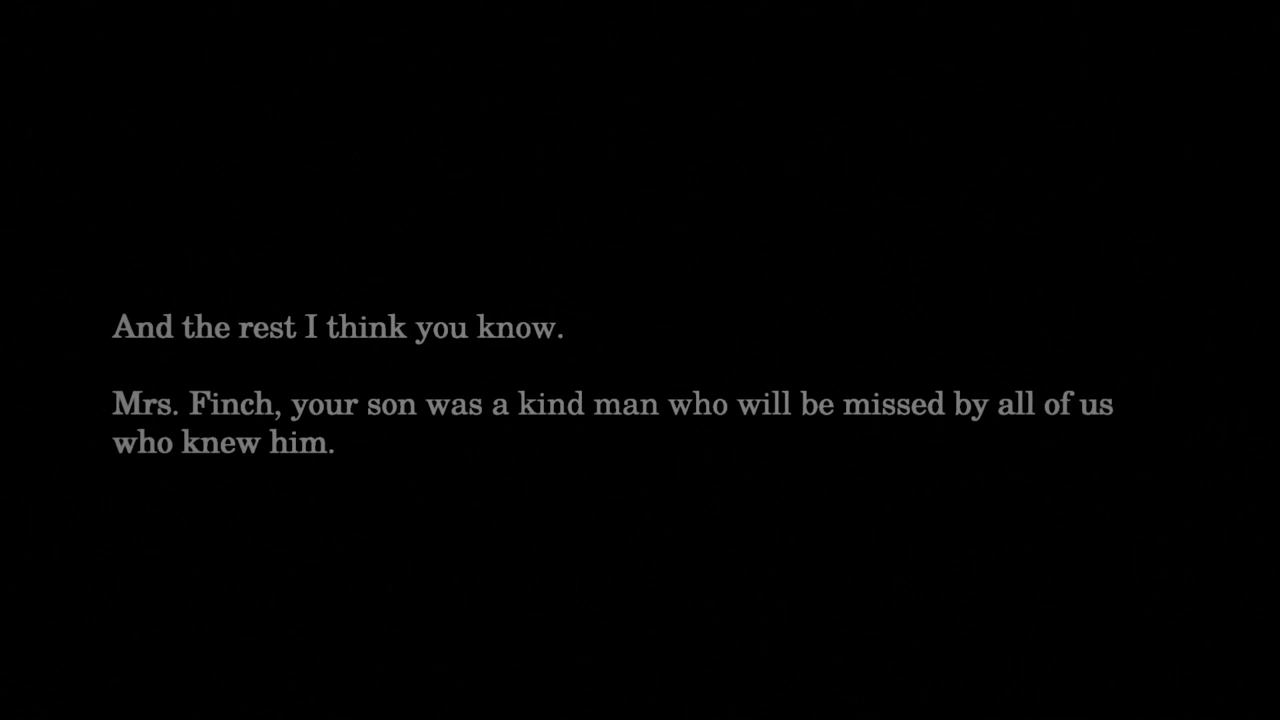 And the rest I think you know.
Mrs. Finch, your son was a kind man who will be missed by all of us
who knew him.